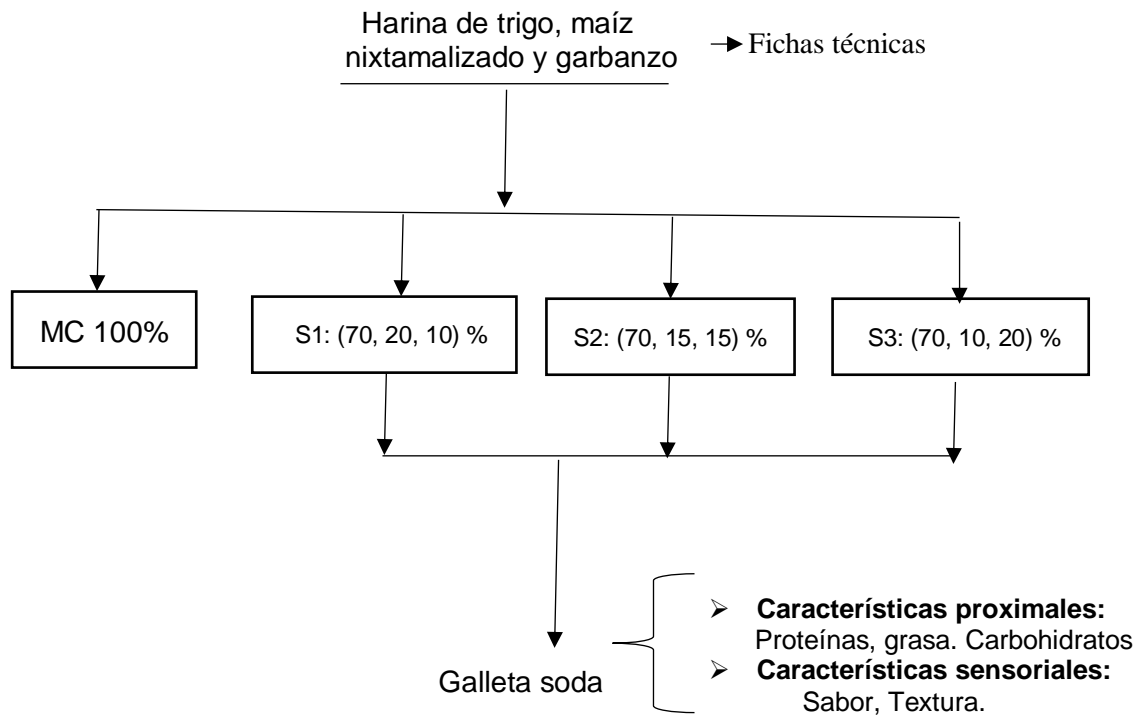 Harina de trigo, maíz
nixtamalizado y garbanzo
Fichas técnicas
MC 100%
S1: (70, 20, 10) %
S2: (70, 15, 15) %
S3: (70, 10, 20) %
Galleta soda
Características proximales:
Proteínas, grasa. Carbohidratos
Características sensoriales:
Sabor, Textura.